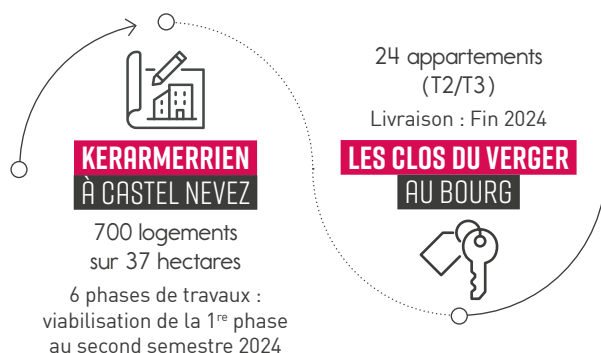 KERARMERRIEN
À CASTEL NEVEZ
700 logements
sur 37 hectares
6 phases de travaux :
viabilisation de la 1re phase
au second semestre 2024
24 appartements
(T2/T3)
Livraison : Fin 2024
LES CLOS DU VERGER
AU BOURG